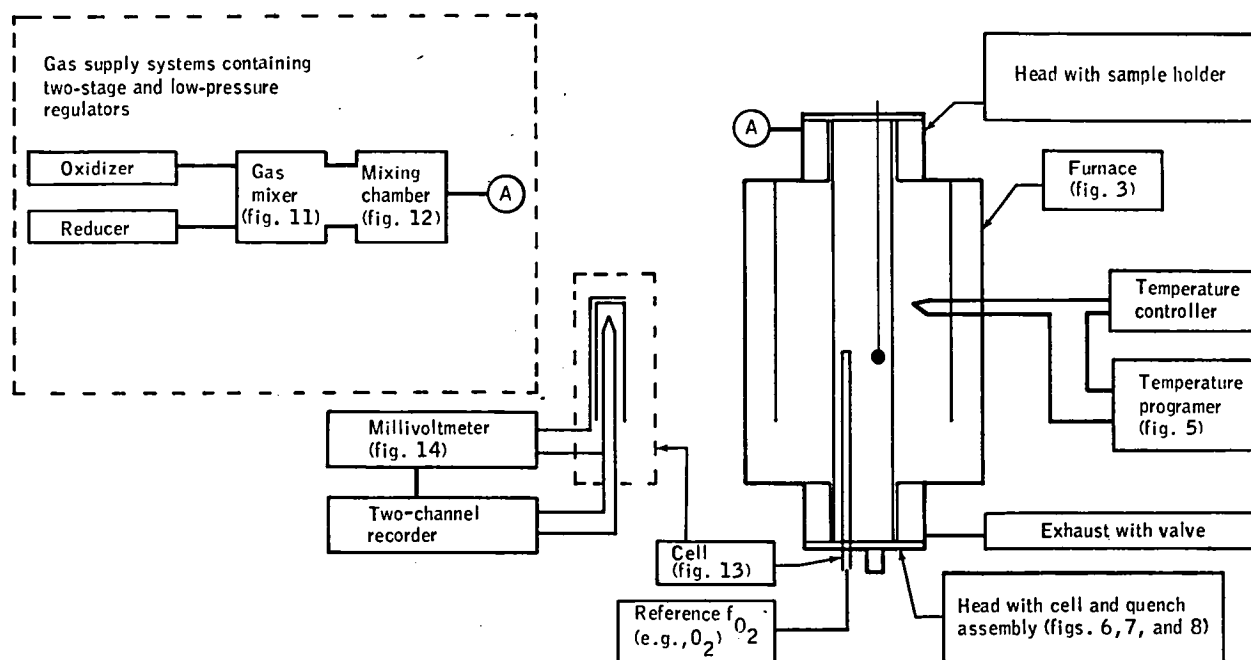 Gas supply systems containing
two-stage and low-pressure
regulators
Oxidizer
Reducer
Gas
mixer
(fig. 11)
Mixing
chamber
(fig. 12)
A
A
Head with sample holder
Furnace
(fig. 3)
Temperature
controller
Temperature
programer
(fig. 5)
Millivoltmeter
(fig. 14)
Two-channel
recorder
Cell
(fig. 13)
Exhaust with valve
Reference fO2
(e.g., O2)
Head with cell and quench
assembly (figs. 6, 7, and 8)